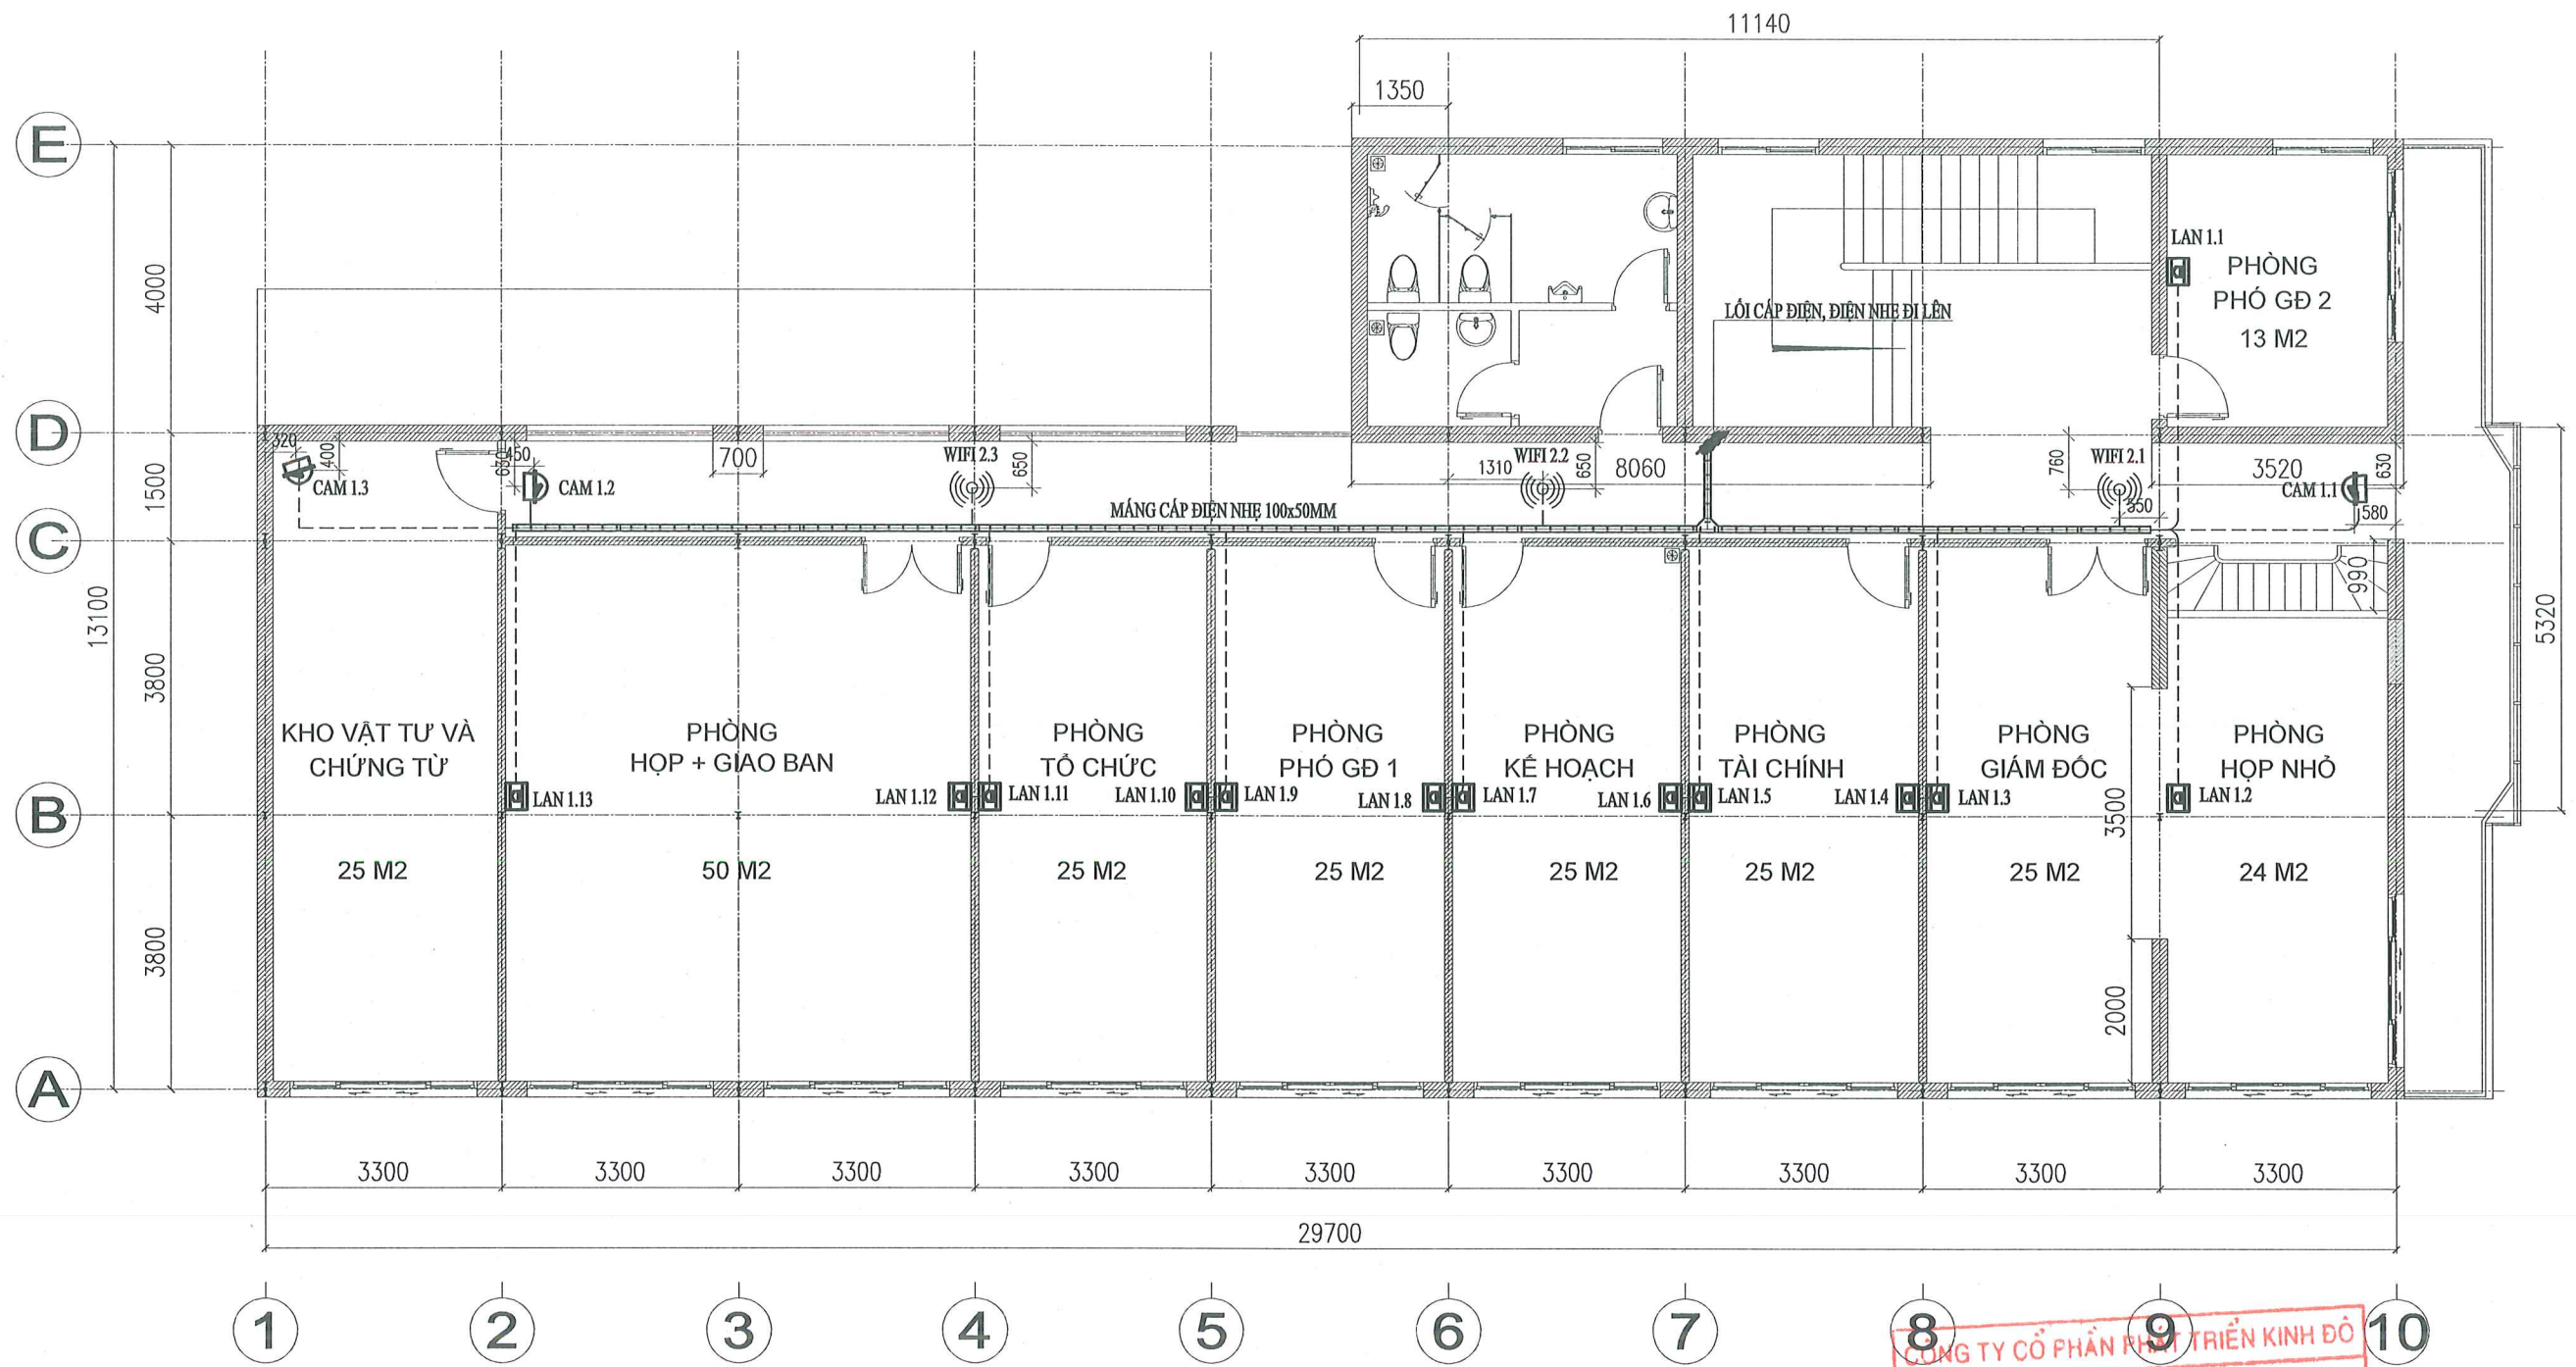 11140
1350
E
LAN 1.1
PHÒNG
PHÓ GĐ 2
13 M2
4000
LỐI CÁP ĐIỆN, ĐIỆN NHẸ ĐI LÊN
D
320
400
CAM 1.3
630
450
CAM 1.2
700
WIFI 2.3
650
1310
WIFI 2.2
650
8060
760
WIFI 2.1
350
3520
CAM 1.1
630
580
1500
MÁNG CÁP ĐIỆN NHẸ 100x50MM
C
990
13100
5320
3800
KHO VẬT TƯ VÀ
CHỨNG TỪ
PHÒNG
HỌP + GIAO BAN
PHÒNG
TỔ CHỨC
PHÒNG
PHÓ GĐ 1
PHÒNG
KẾ HOẠCH
PHÒNG
TÀI CHÍNH
PHÒNG
GIÁM ĐỐC
PHÒNG
HỌP NHỎ
LAN 1.13
LAN 1.12
LAN 1.11
LAN 1.10
LAN 1.9
LAN 1.8
LAN 1.7
LAN 1.6
LAN 1.5
LAN 1.4
LAN 1.3
LAN 1.2
B
3500
25 M2
50 M2
25 M2
25 M2
25 M2
25 M2
25 M2
24 M2
3800
2000
A
3300
3300
3300
3300
3300
3300
3300
3300
3300
29700
1
2
3
4
5
6
7
8
9
10
CÔNG TY CỔ PHẦN PHÁT TRIỂN KINH ĐÔ